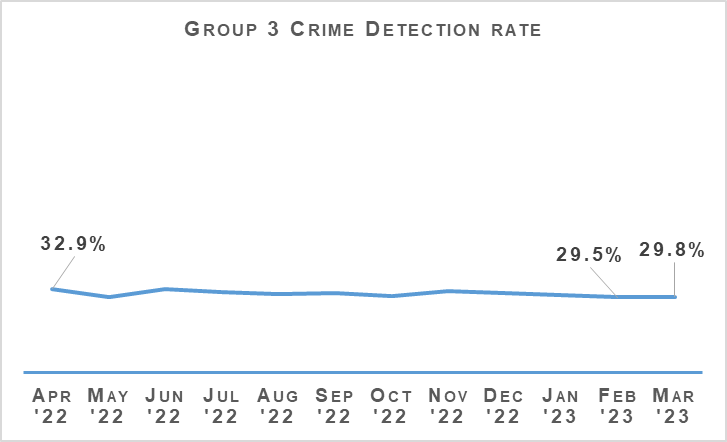 GROUP 3 CRIME DETECTION RATE
32.9%
29.5%
29.8%
APR MAY JUN JUL AUG SEP OCT NOV DEC JAN FEB MAR
'22 '22 '22 '22 '22 '22 '22 '22 '22 '23 '23 '23